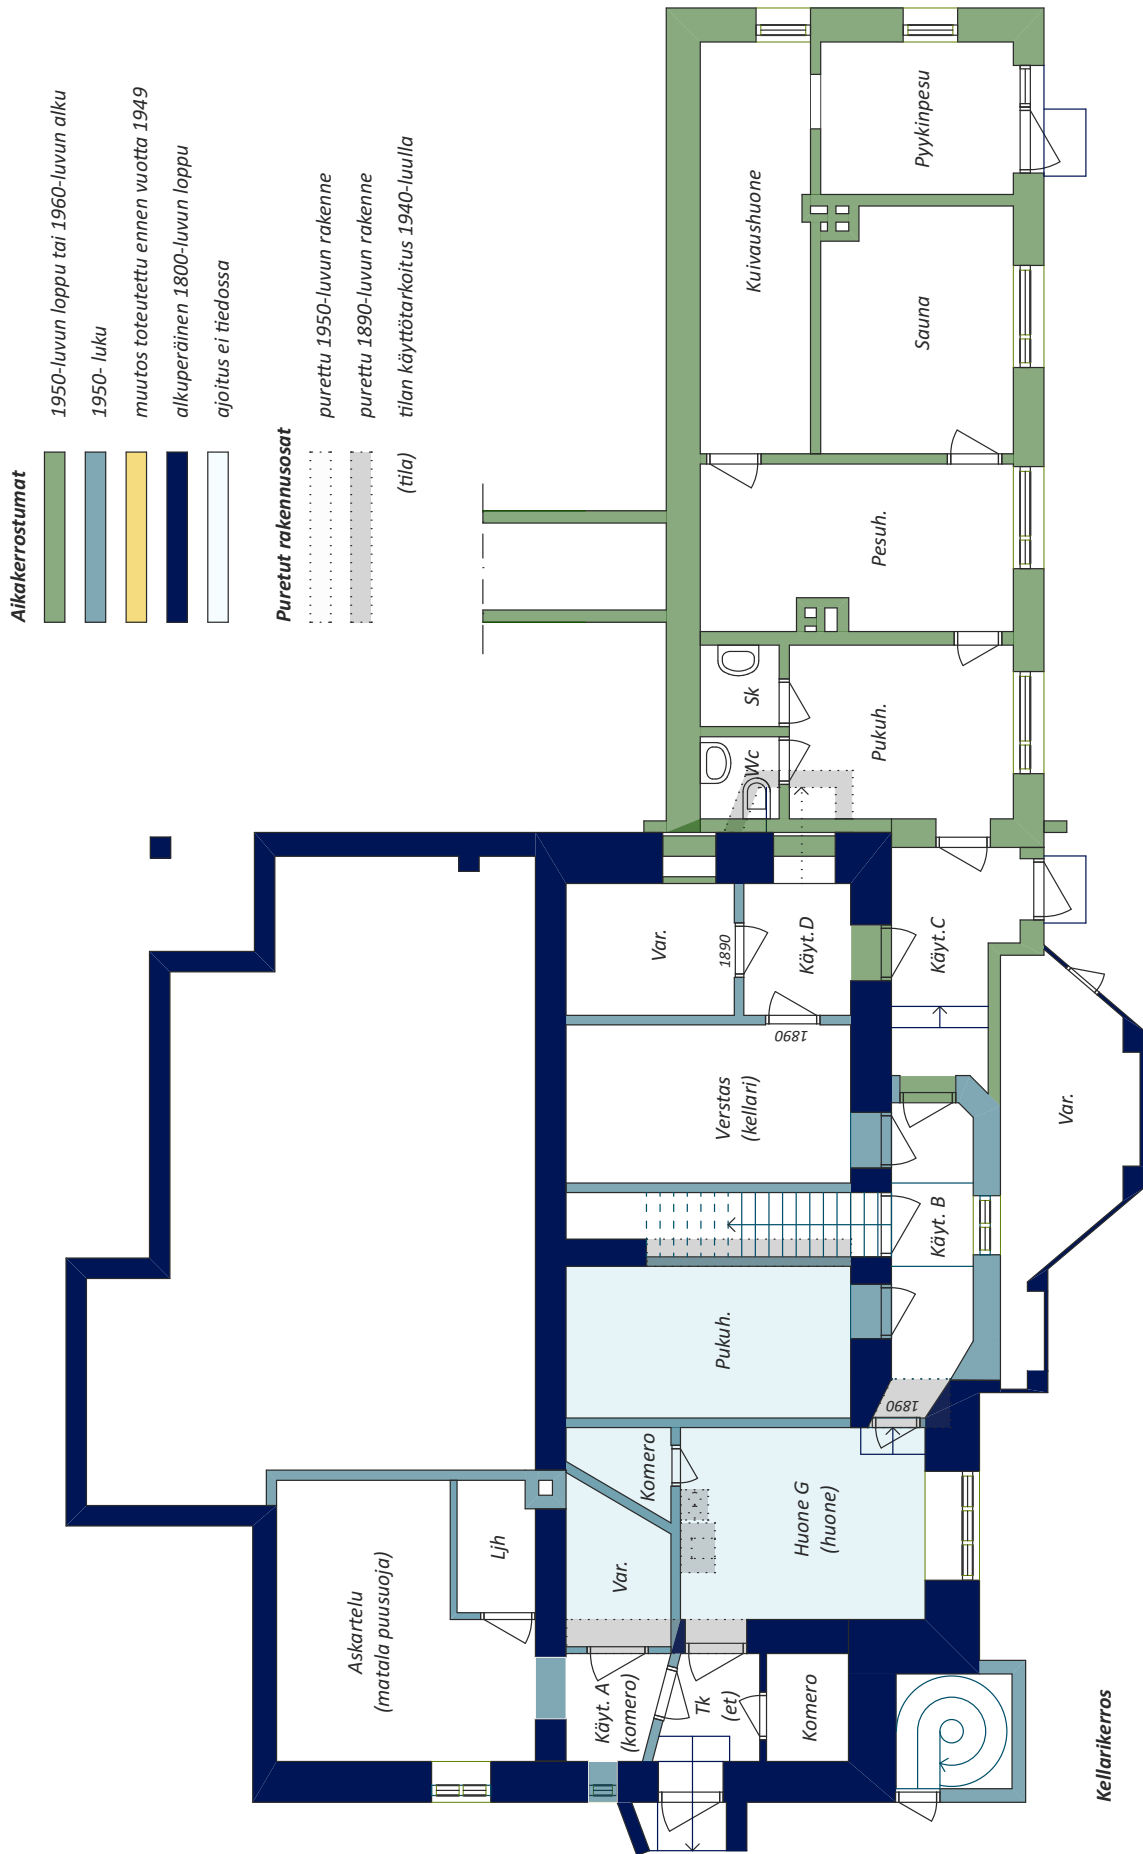 Aikakerrostumat
1950-luvun loppu tai 1960-luvun alku
1950- luku
muutos toteutettu ennen vuotta 1949
alkuperäinen 1800-luvun loppu
ajoitus ei tiedossa
Puretut rakennusosat
purettu 1950-luvun rakenne
purettu 1890-luvun rakenne
(tila)
tilan käyttötarkoitus 1940-luulla
Askartelu
(matala puusuoja)
Ljh
Käyt. A
(komero)
Var.
Komero
Tk
(et)
Komero
Huone G
(huone)
1890
Pukuh.
Käyt. B
Verstas
(kellari)
1890
Var.
1890
Käyt.D
Käyt.C
Var.
Wc
Sk
Pukuh.
Pesuh.
Kuivaushuone
Sauna
Pyykinpesu
Kellarikerros